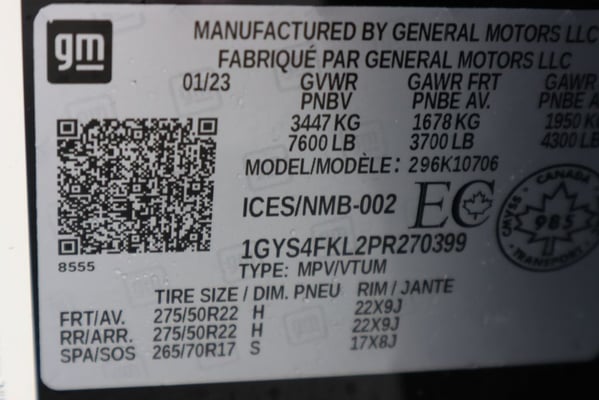 gm
MANUFACTURED BY GENERAL MOTORS LLC
FABRIQUÉ PAR GENERAL MOTORS LLC
01/23 GVWR GAWR FRT GAWR
PNBV PNBE AV. PNBE A
3447 KG 1678 KG 1950 KG
7600 LB 3700 LB 4300 LB
MODEL/MODÈLE: 296K10706
ICES/NMB-002 EC
CANADA
CMVSS 985 NSVAC
TRANSPORT
1GYS4FKL2PR270399
8555
TYPE: MPV/VTUM
TIRE SIZE / DIM. PNEU RIM / JANTE
FRT/AV. 275/50R22 H 22X9J
RR/ARR. 275/50R22 H 22X9J
SPA/SOS 265/70R17 S 17X8J